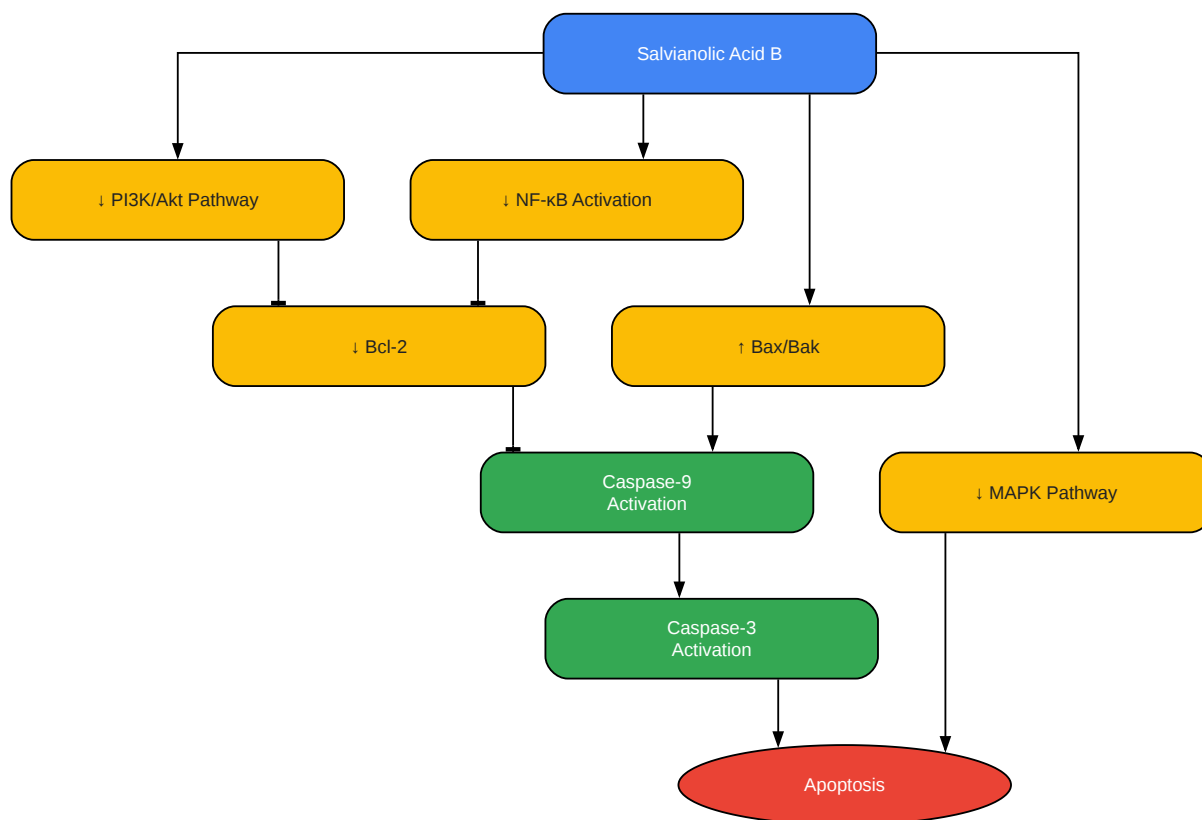 Salvianolic Acid B
↓ PI3K/Akt Pathway
↓ NF-κB Activation
↓ Bcl-2
↑ Bax/Bak
Caspase-9
Activation
↓ MAPK Pathway
Caspase-3
Activation
Apoptosis